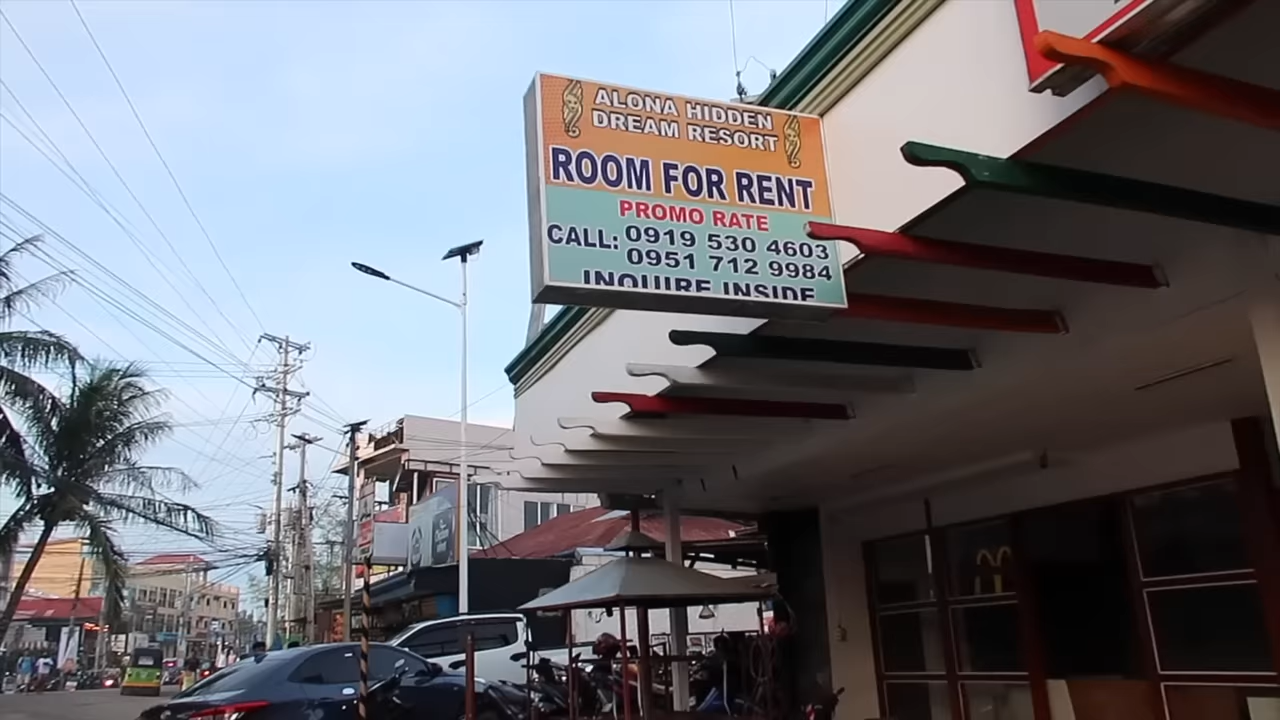 ALONA HIDDEN
DREAM RESORT
ROOM FOR RENT
PROMO RATE
CALL: 0919 530 4603
0951 712 9984
INQUIRE INSIDE